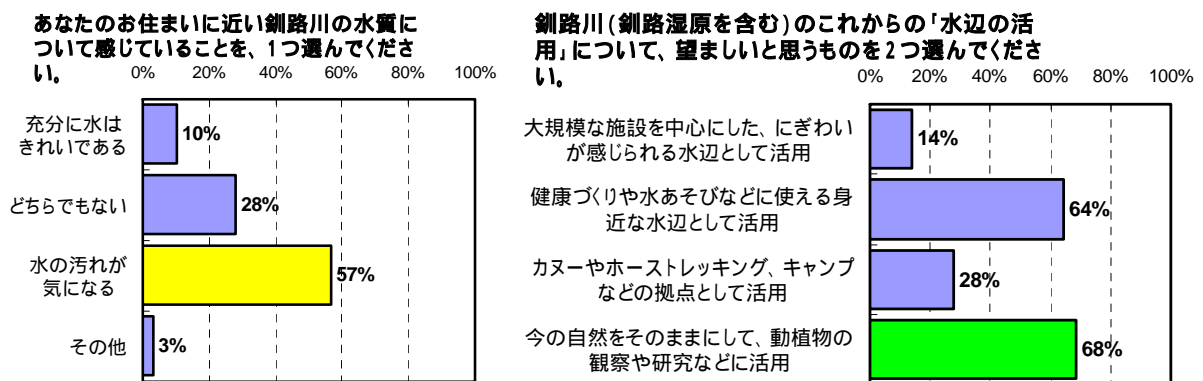 あなたのお住まいに近い釧路川の水質に
ついて感じていることを、1つ選んでくださ
い。
0% 20% 40% 60% 80% 100%
充分に水は
きれいである
10%
どちらでもない
28%
水の汚れが
気になる
57%
その他
3%
釧路川(釧路湿原を含む)のこれからの「水辺の活
用」について、望ましいと思うものを2つ選んでくださ
い。
0% 20% 40% 60% 80% 100%
大規模な施設を中心にした、にぎわい
が感じられる水辺として活用
14%
健康づくりや水あそびなどに使える身
近な水辺として活用
64%
カヌーやホーストレッキング、キャンプ
などの拠点として活用
28%
今の自然をそのままにして、動植物の
観察や研究などに活用
68%